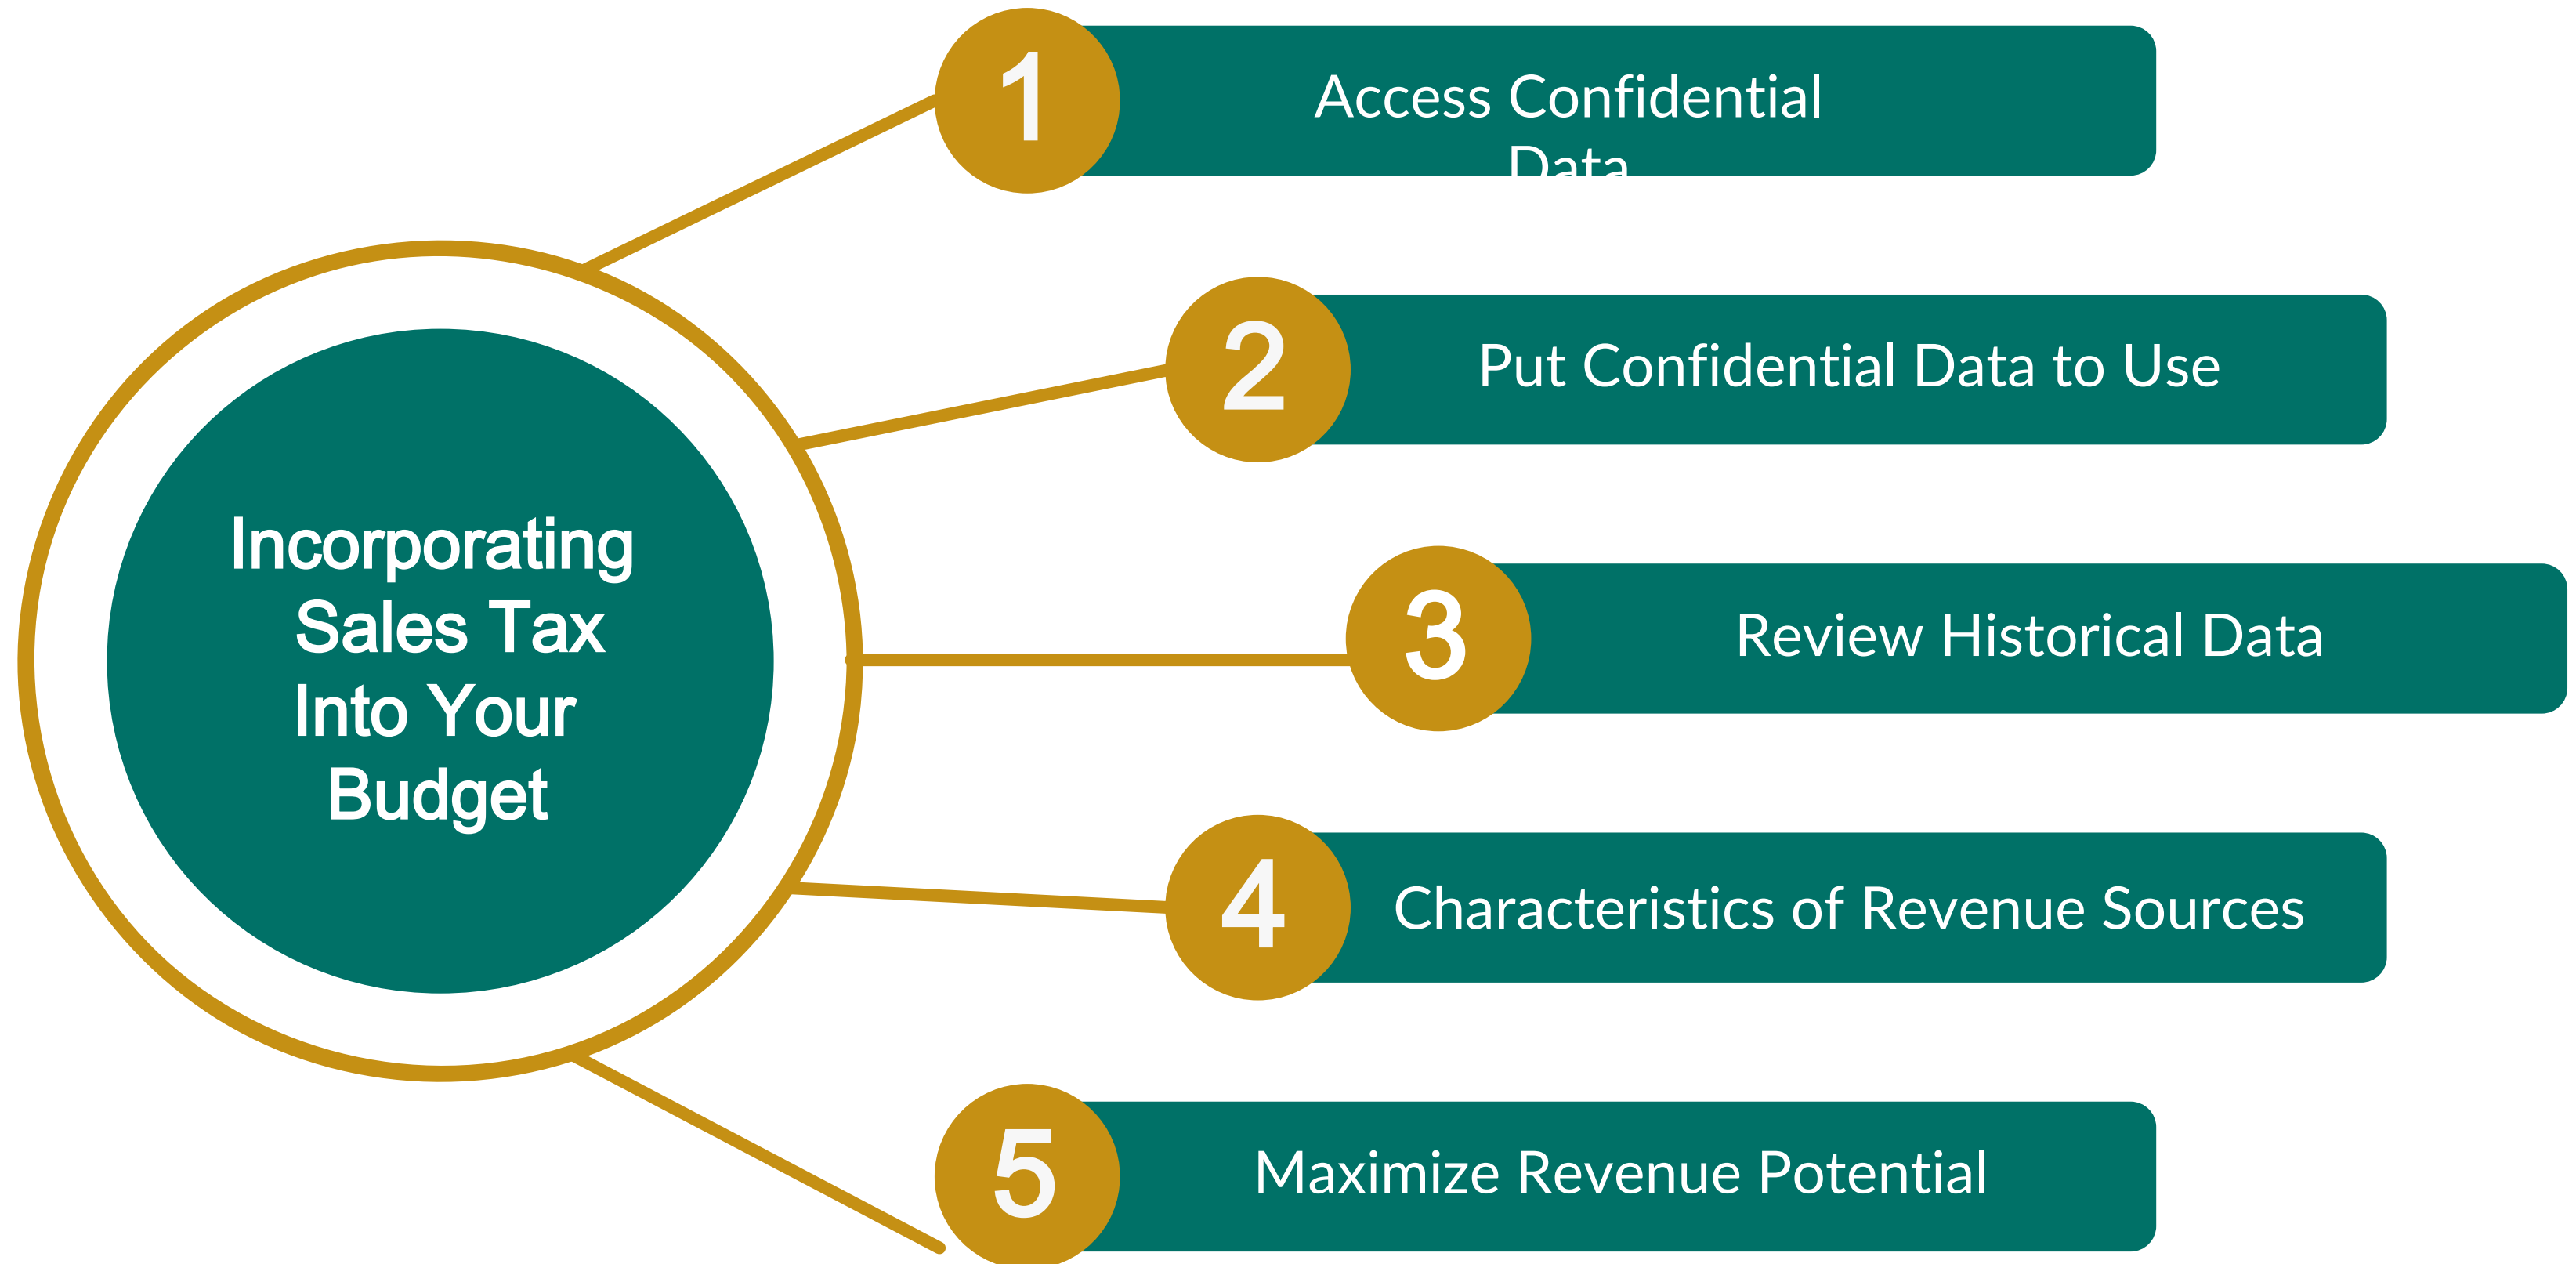 1
Access Confidential
Data
2
Put Confidential Data to Use
Incorporating
Sales Tax
Into Your
Budget
3
Review Historical Data
4
Characteristics of Revenue Sources
5
Maximize Revenue Potential